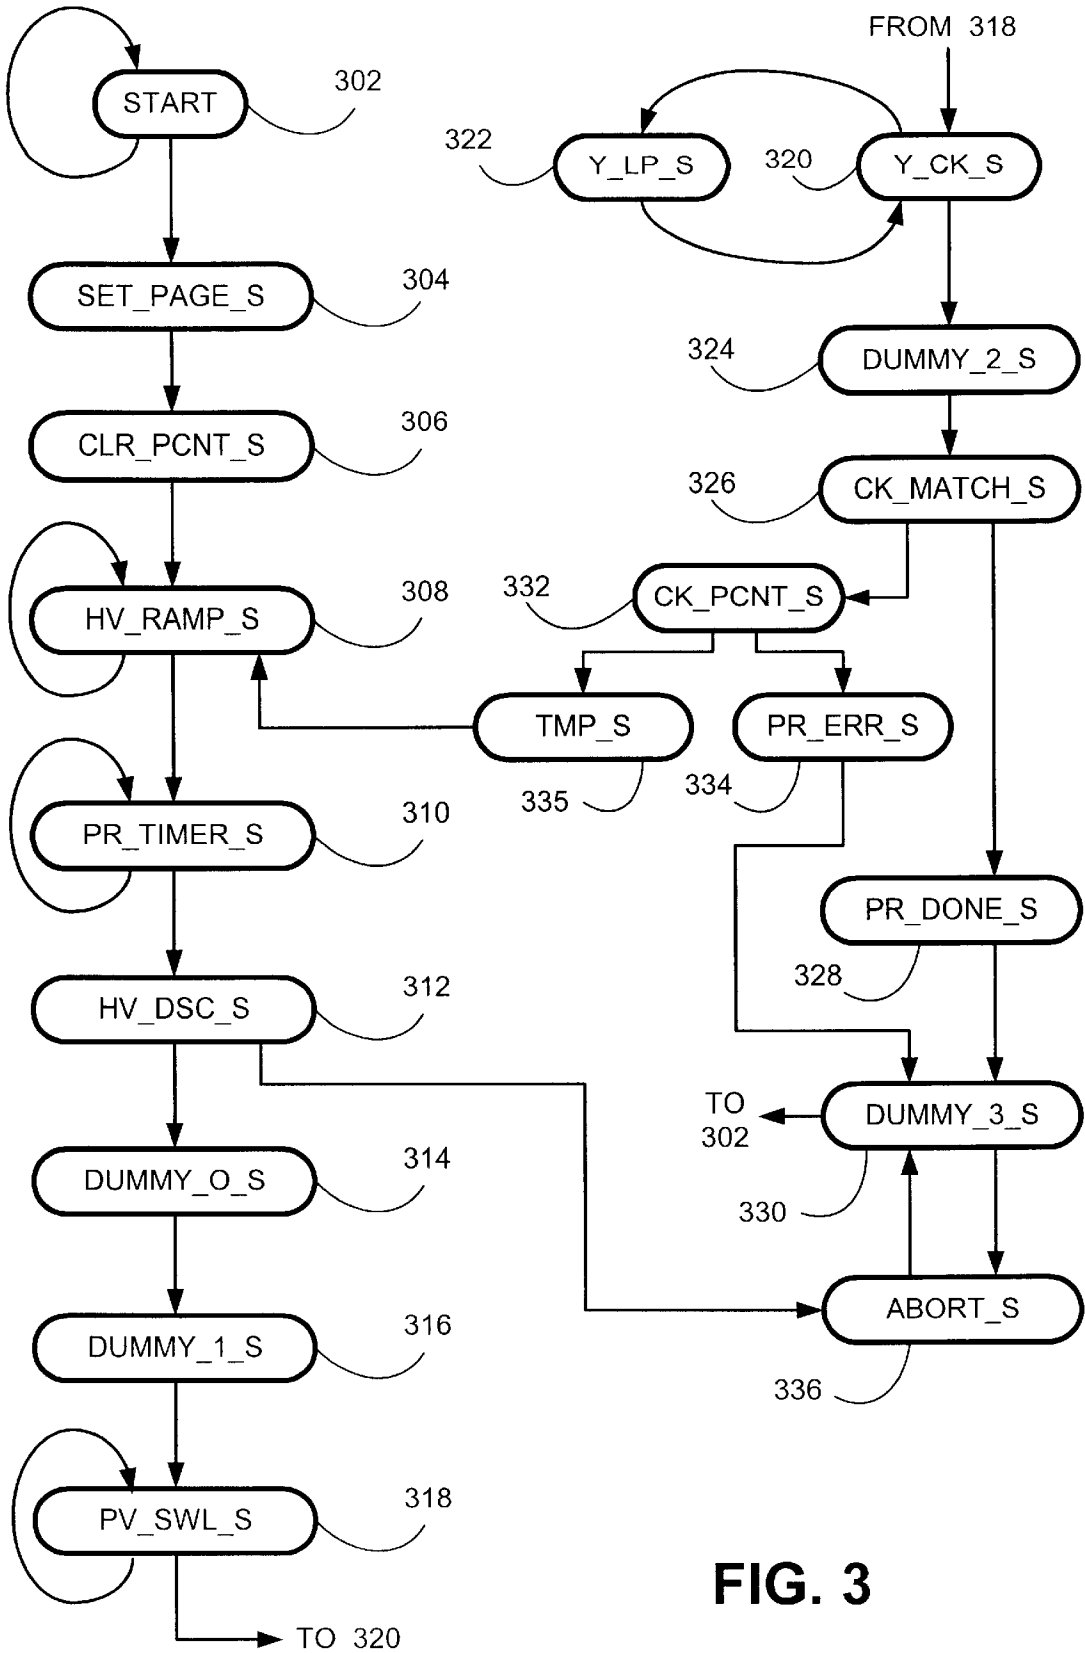 START
302
SET_PAGE_S
304
CLR_PCNT_S
306
HV_RAMP_S
308
PR_TIMER_S
310
HV_DSC_S
312
DUMMY_O_S
314
DUMMY_1_S
316
PV_SWL_S
318
TO 320
FROM 318
322
Y_LP_S
320
Y_CK_S
324
DUMMY_2_S
326
CK_MATCH_S
332
CK_PCNT_S
TMP_S
335
PR_ERR_S
334
PR_DONE_S
328
TO
302
DUMMY_3_S
330
ABORT_S
336
FIG. 3